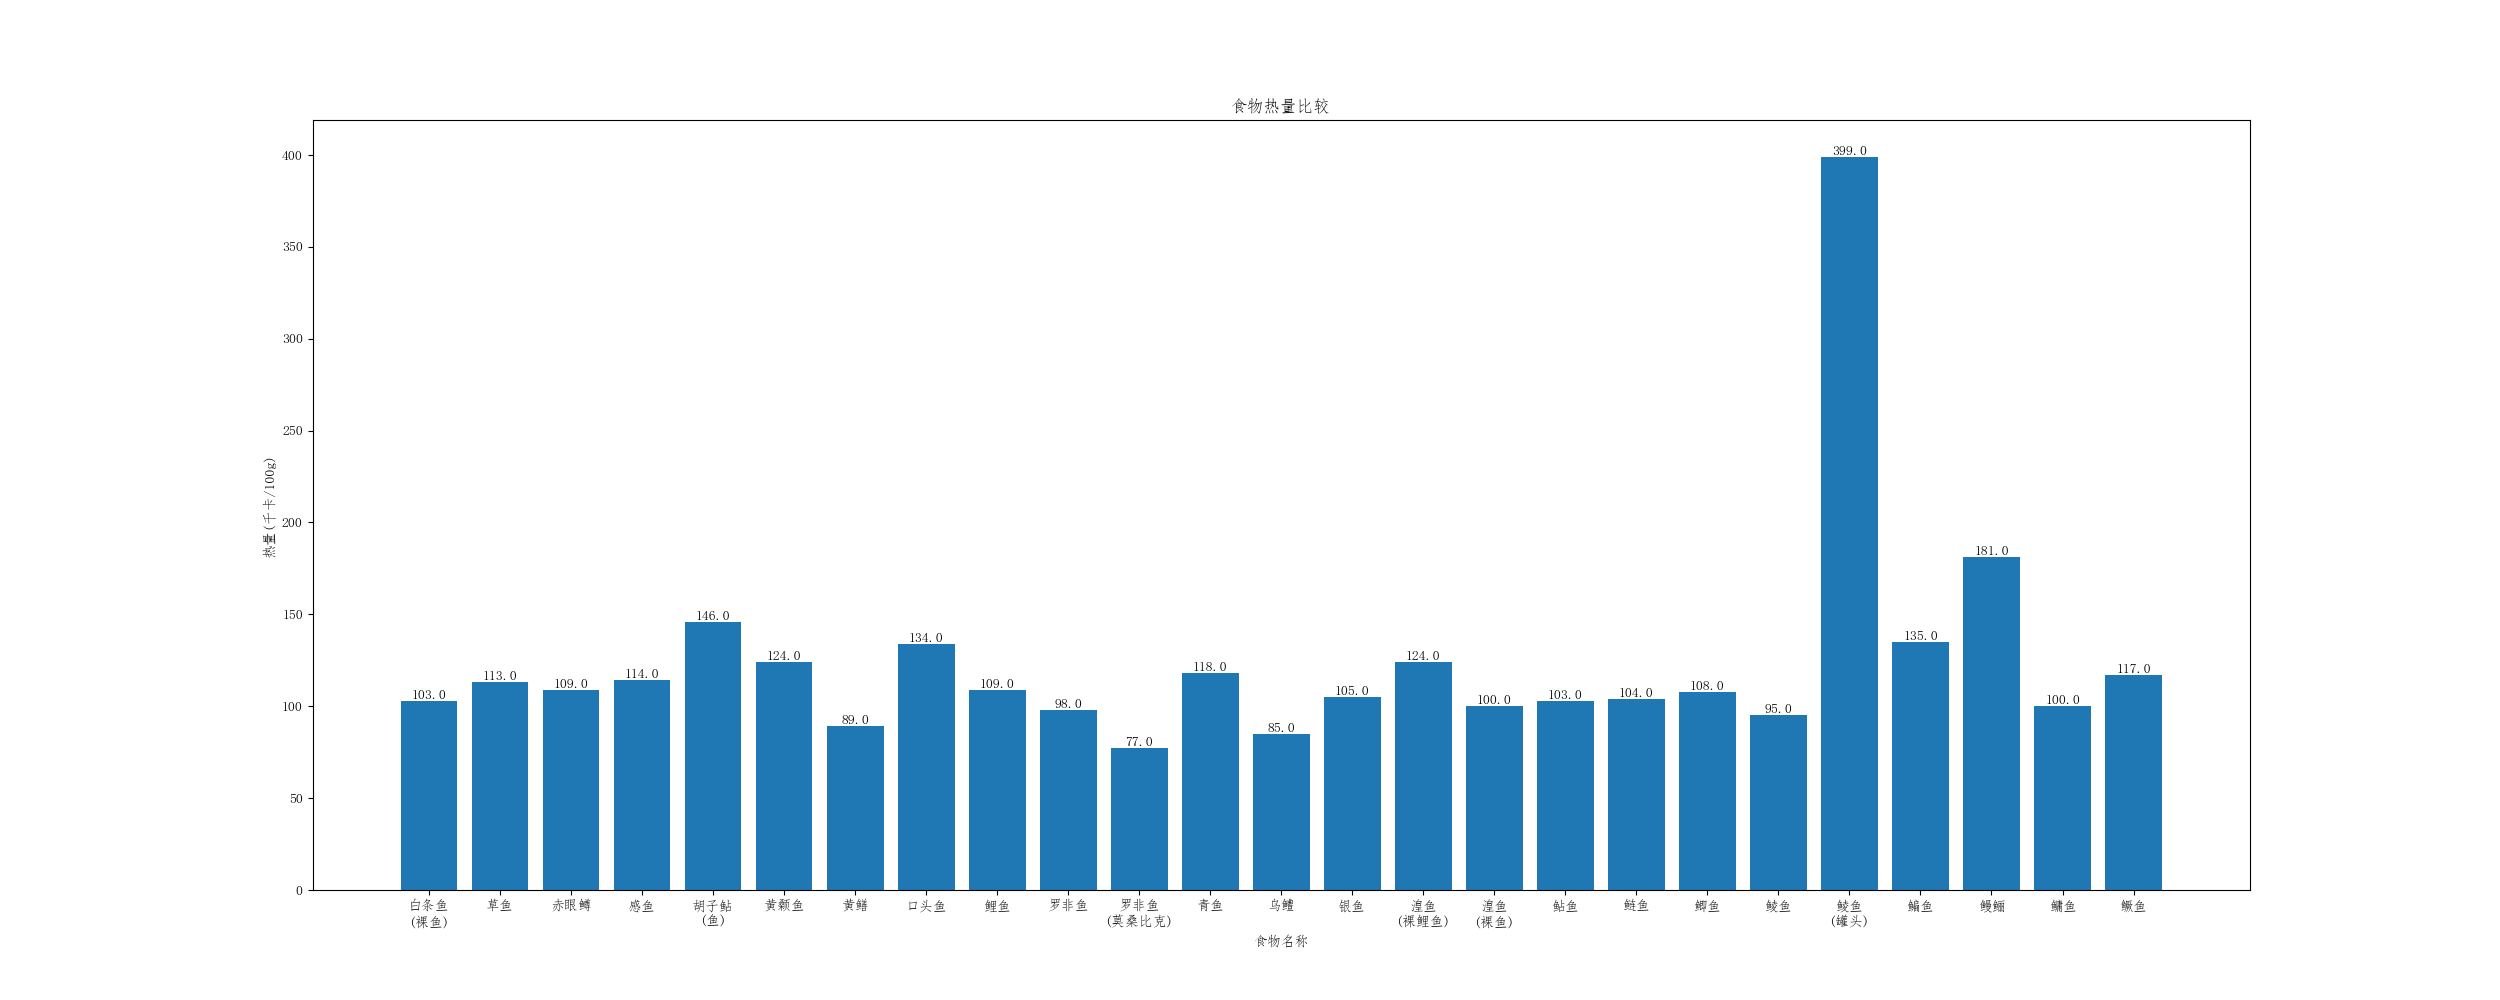 食物热量比较
热量(千卡/100g)
400
350
300
250
200
150
100
50
0
103.0
113.0
109.0
114.0
146.0
124.0
89.0
134.0
109.0
98.0
77.0
118.0
85.0
105.0
124.0
100.0
103.0
104.0
108.0
95.0
399.0
135.0
181.0
100.0
117.0
白条鱼
(裸鱼)
草鱼
赤眼鳟
感鱼
胡子鲇
(鱼)
黄颡鱼
黄鳝
口头鱼
鲤鱼
罗非鱼
罗非鱼
(莫桑比克)
青鱼
乌鳢
银鱼
湟鱼
(裸鲤鱼)
湟鱼
(裸鱼)
鲇鱼
鲢鱼
鲫鱼
鲮鱼
鲮鱼
(罐头)
鳊鱼
鳗鲡
鳙鱼
鳜鱼
食物名称